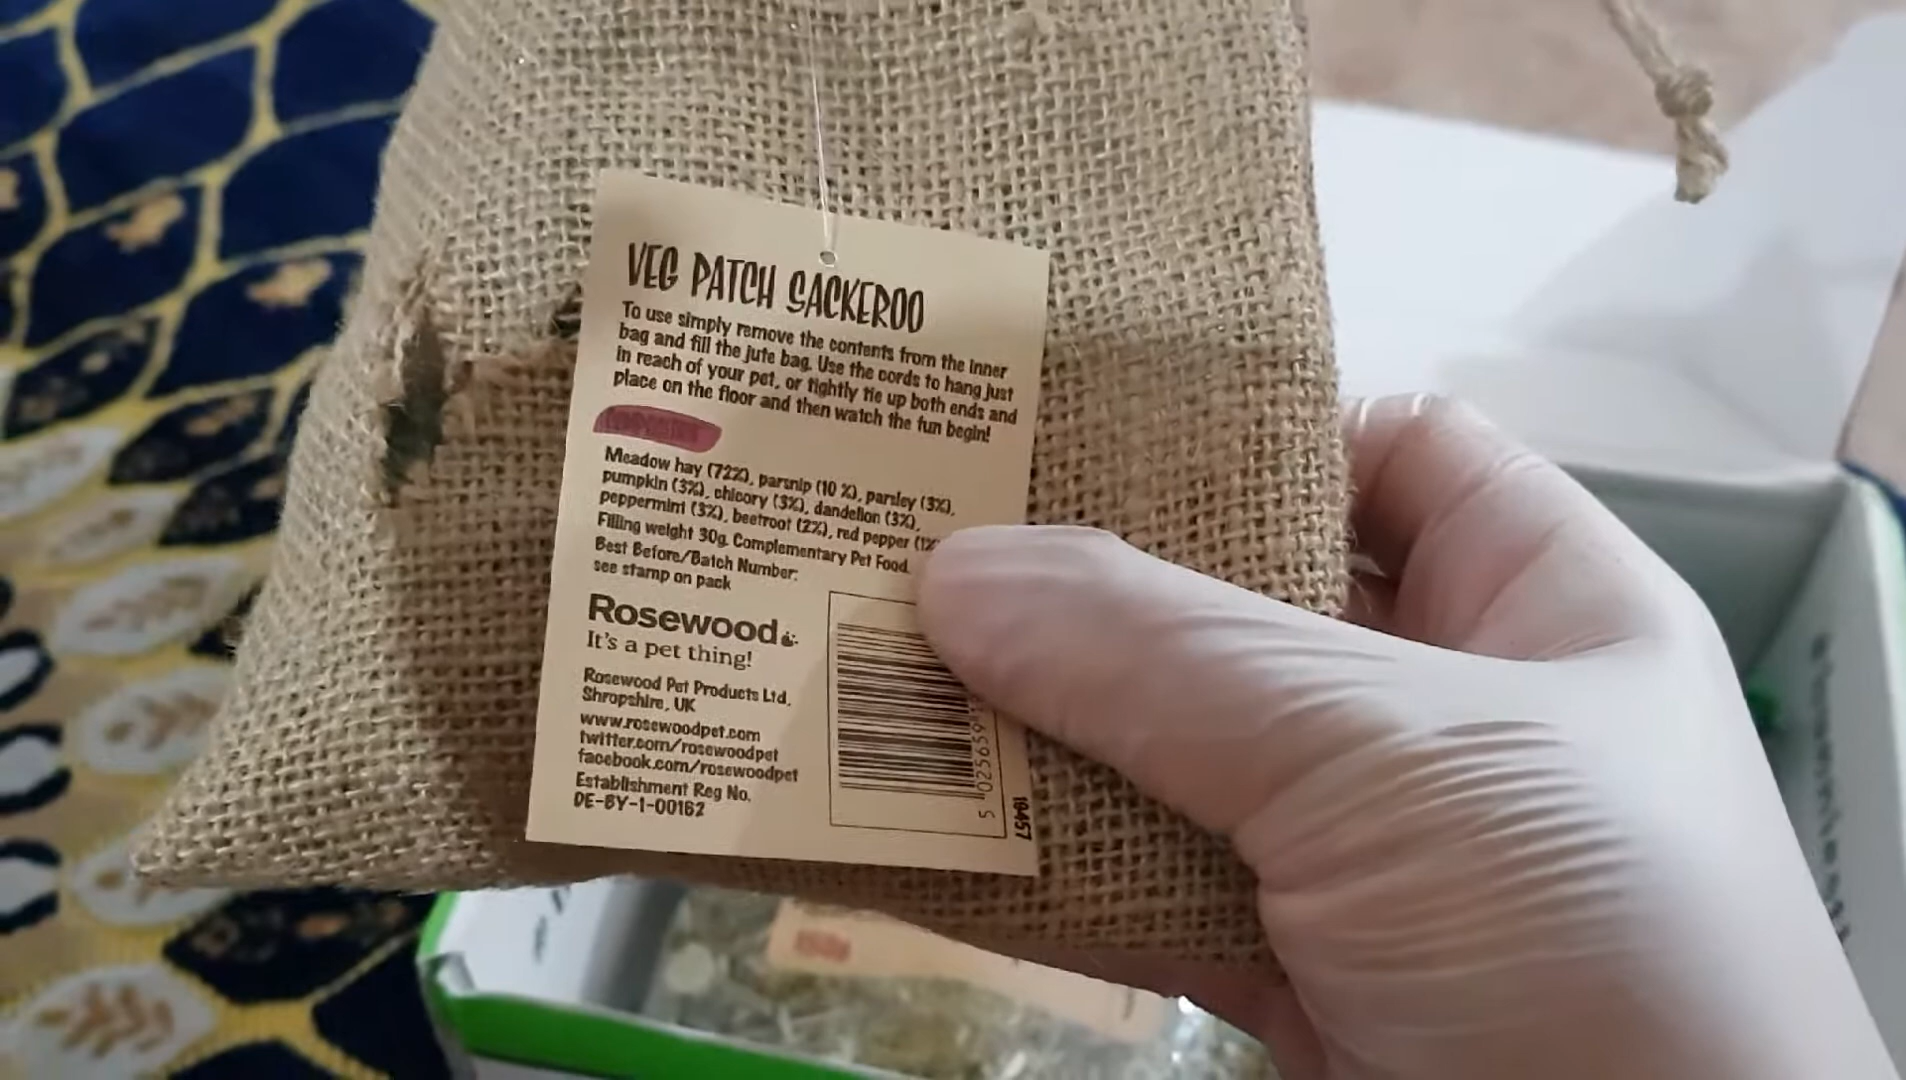 VEG PATCH SACKEROO
To use simply remove the contents from the inner
bag and fill the jute bag. Use the cords to hang just
in reach of your pet, or tightly tie up both ends and
place on the floor and then watch the fun begin!
Meadow hay (72%), parsnip (10 %), parsley (3%),
pumpkin (3%), chicory (3%), dandelion (3%),
peppermint (3%), beetroot (2%), red pepper (1%
Filling weight 30g. Complementary Pet Food.
Best Before/Batch Number:
see stamp on pack
Rosewood
It's a pet thing!
Rosewood Pet Products Ltd,
Shropshire, UK
www.rosewoodpet.com
twitter.com/rosewoodpet
facebook.com/rosewoodpet
Establishment Reg No.
DE-BY-1-00162
5 025659
19457